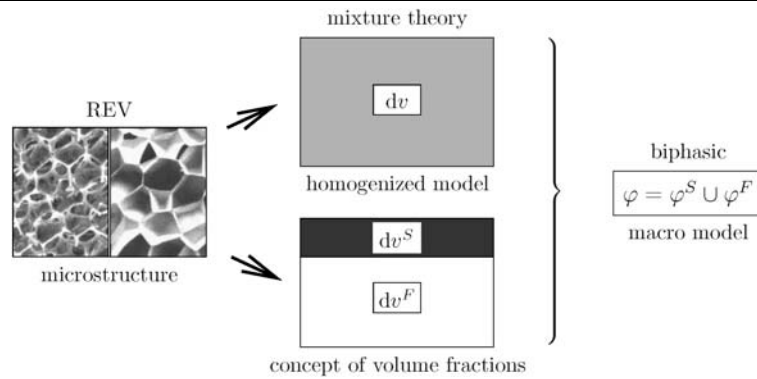 mixture theory
REV
dv
homogenized model
biphasic
φ = φ^S ∪ φ^F
macro model
microstructure
dv^S
dv^F
concept of volume fractions